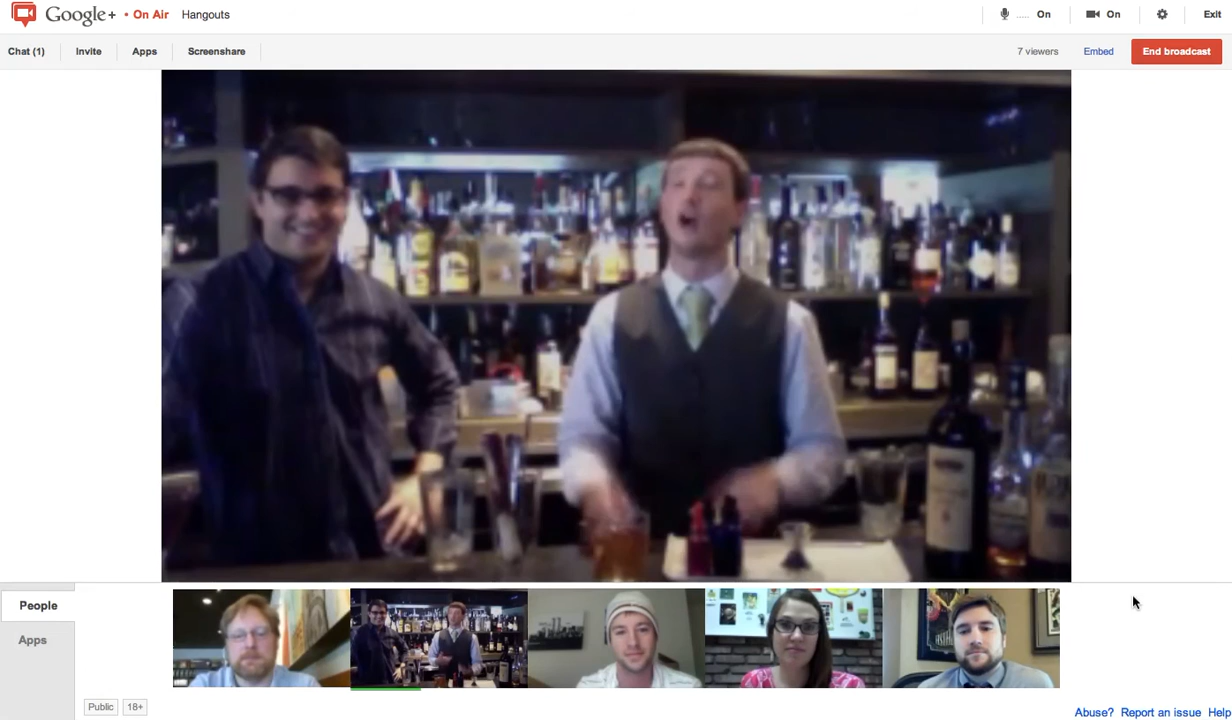 Google+ • On Air Hangouts
..... On
On
Exit
Chat (1)
Invite
Apps
Screenshare
7 viewers
Embed
End broadcast
People
Apps
Public
18+
Abuse?
Report an issue
Help